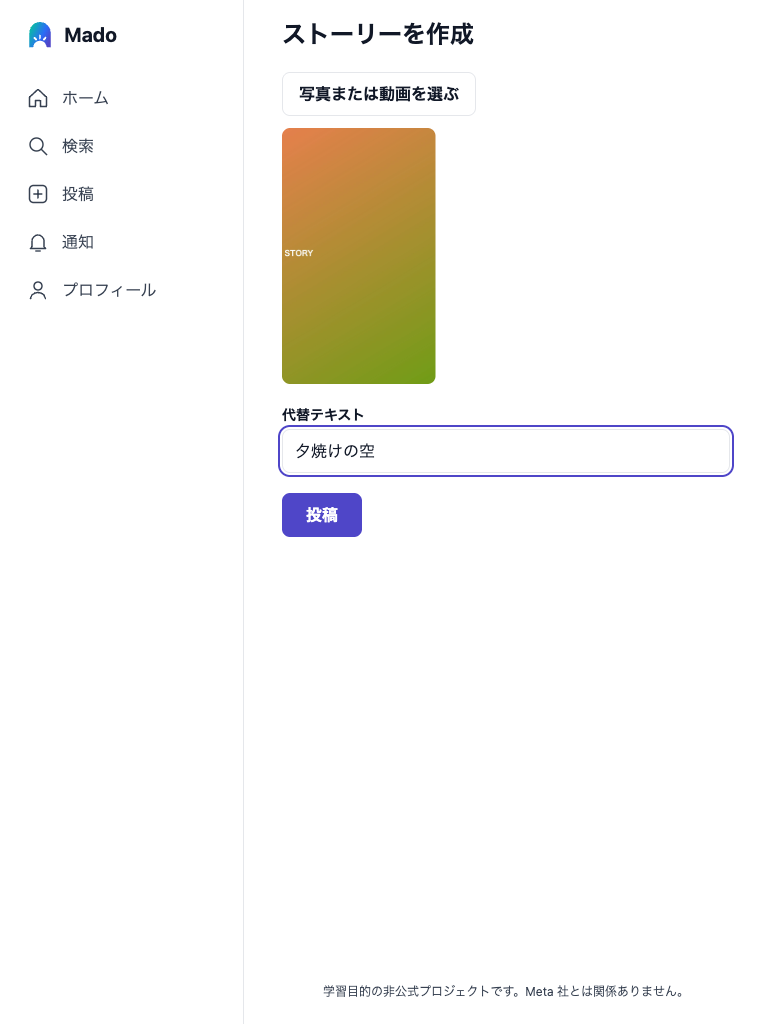 Mado
ホーム
検索
投稿
通知
プロフィール
ストーリーを作成
写真または動画を選ぶ
STORY
代替テキスト
夕焼けの空
投稿
学習目的の非公式プロジェクトです。Meta 社とは関係ありません。